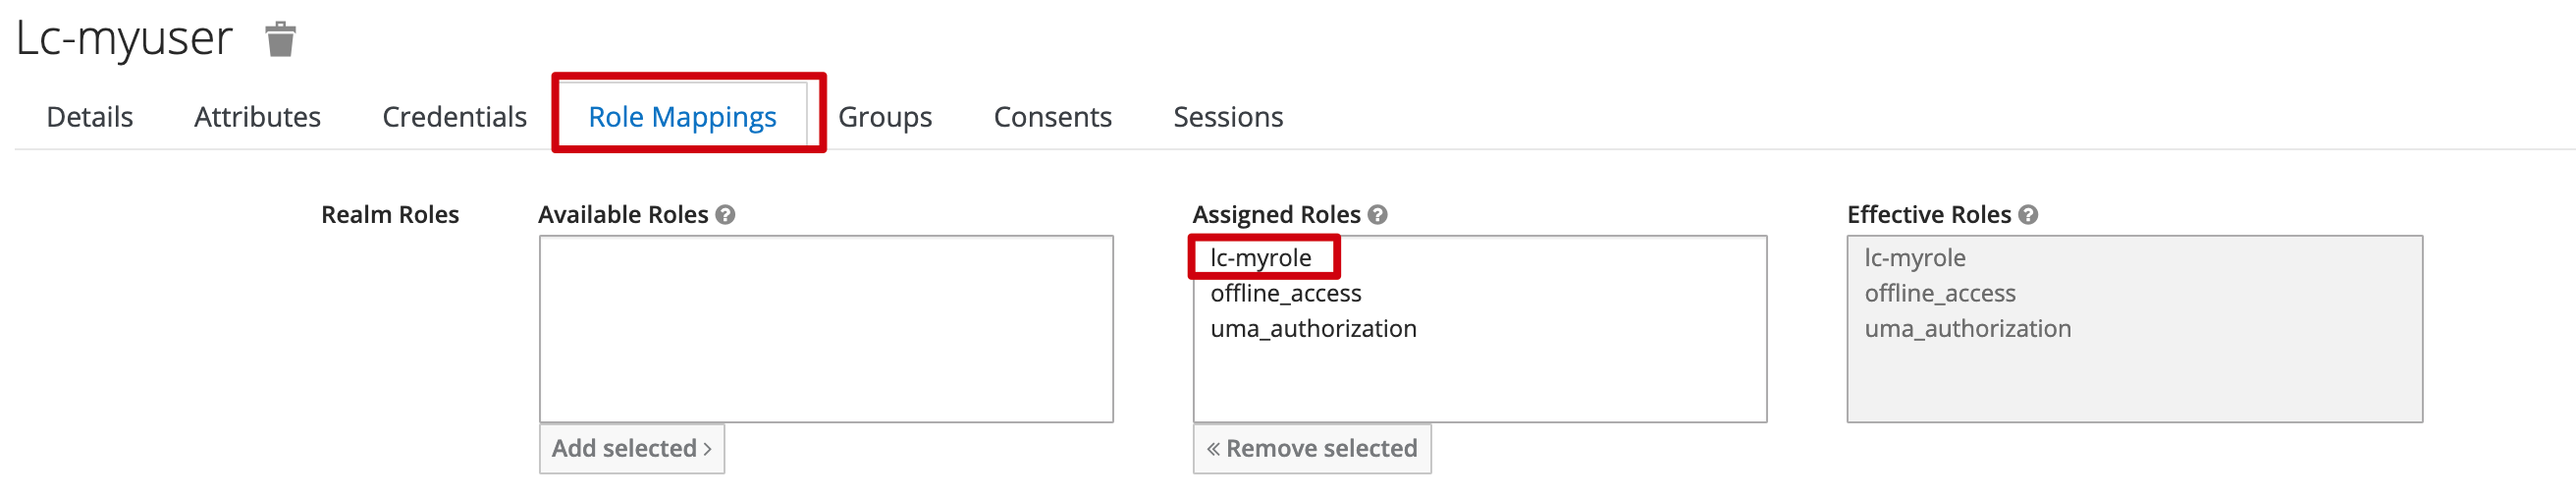 Lc-myuser
Details Attributes Credentials Role Mappings Groups Consents Sessions
Realm Roles
Available Roles
Add selected
Assigned Roles
lc-myrole
offline_access
uma_authorization
Remove selected
Effective Roles
lc-myrole
offline_access
uma_authorization